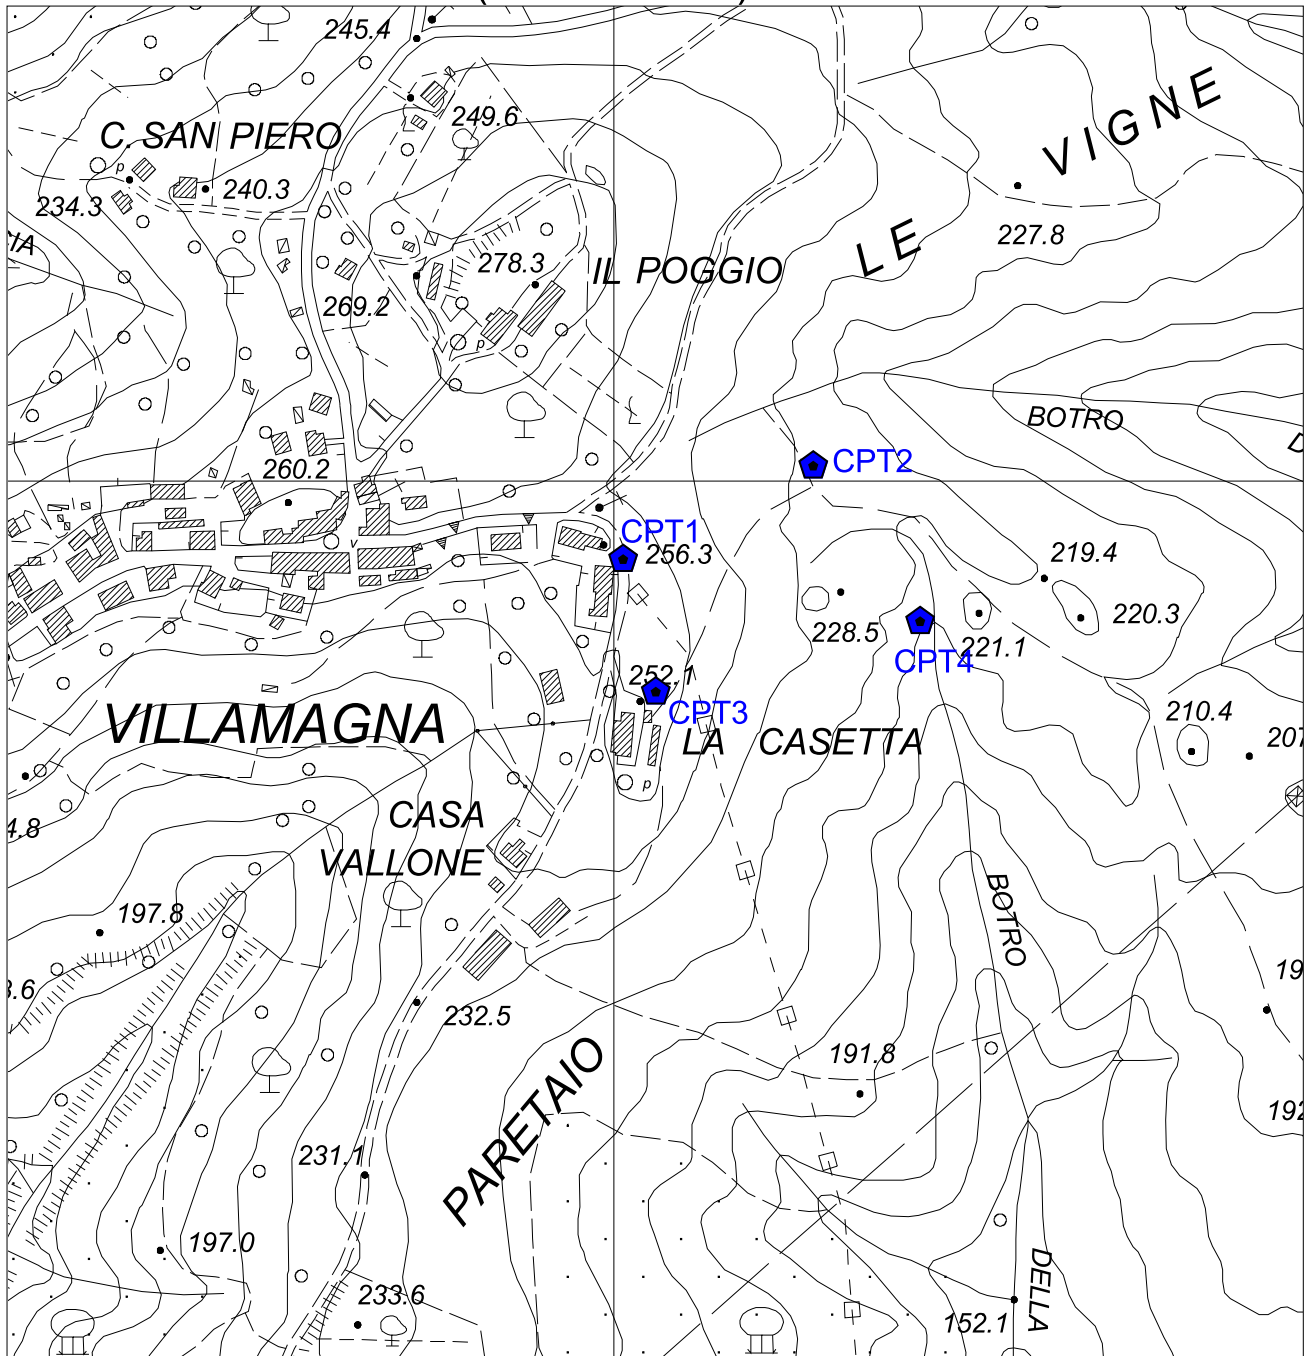 245.4
249.6
VIGNE
C. SAN PIERO
240.3
p
234.3
LE
227.8
278.3
IL POGGIO
269.2
p
BOTRO
260.2
CPT2
v
CPT1
256.3
219.4
220.3
228.5
221.1
CPT4
252.1
CPT3
210.4
VILLAMAGNA
LA CASETTA
p
CASA
VALLONE
BOTRO
197.8
232.5
PARETAIO
191.8
231.1
197.0
DELLA
233.6
152.1